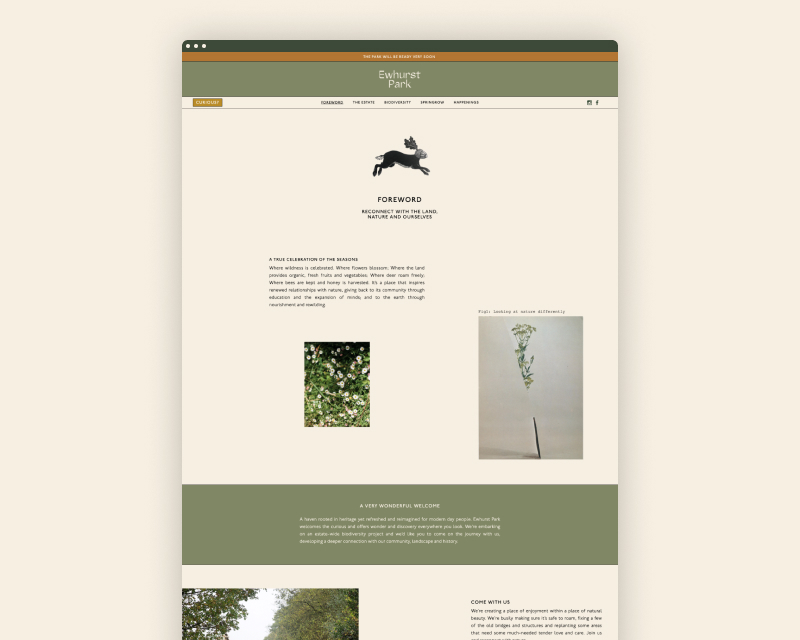 THE PARK WILL BE READY VERY SOON
Ewhurst
Park
CURIOUS?
FOREWORD
THE ESTATE
BIODIVERSITY
SPRINGROW
HAPPENINGS
FOREWORD
RECONNECT WITH THE LAND,
NATURE AND OURSELVES
A TRUE CELEBRATION OF THE SEASONS
Where wildness is celebrated. Where flowers blossom; Where the land
provides organic, fresh fruits and vegetables; Where deer roam freely;
Where bees are kept and honey is harvested. It's a place that inspires
renewed relationships with nature, giving back to its community through
education and the expansion of minds; and to the earth through
nourishment and rewilding.
Fig1: Looking at nature differently
A VERY WONDERFUL WELCOME
A haven rooted in heritage yet refreshed and reimagined for modern day people. Ewhurst Park
welcomes the curious and offers wonder and discovery everywhere you look. We're embarking
on an estate-wide biodiversity project and we'd like you to come on the journey with us,
developing a deeper connection with our community, landscape and history.
COME WITH US
We're creating a place of enjoyment within a place of natural
beauty. We're busily making sure it's safe to roam, fixing a few
of the old bridges and structures and replanting some areas
that need some much-needed tender love and care. Join us